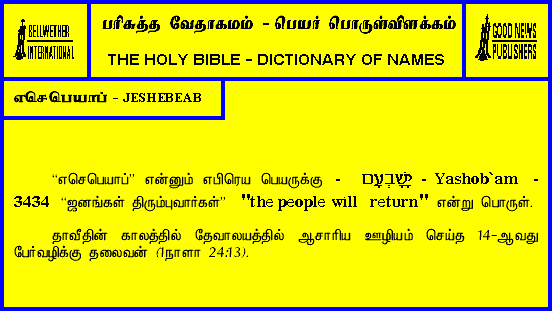 BELLWETHER
INTERNATIONAL
பரிசுத்த வேதாகமம் - பெயர் பொருள்விளக்கம்
THE HOLY BIBLE - DICTIONARY OF NAMES
GOOD NEWS
PUBLISHERS
எசெபெயாப் - JESHEBEAB
“எசெபெயாப்” என்னும் எபிரெய பெயருக்கு - יָשָׁבְעָם - Yashob`am -
3434 “ஜனங்கள் திரும்புவார்கள்” "the people will return" என்று பொருள்.
தாவீதின் காலத்தில் தேவாலயத்தில் ஆசாரிய ஊழியம் செய்த 14-ஆவது
பேர்வழிக்கு தலைவன் (1நாளா 24:13).